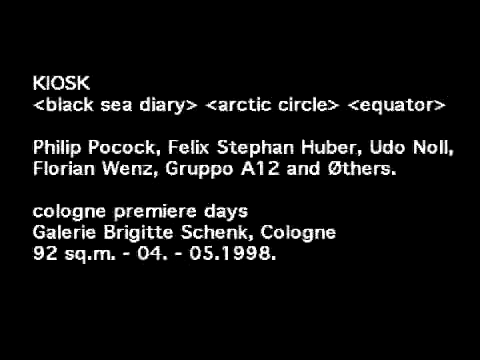 KIOSK
<black sea diary> <arctic circle> <equator>
Philip Pocock, Felix Stephan Huber, Udo Noll,
Florian Wenz, Gruppo A12 and Øthers.
cologne premiere days
Galerie Brigitte Schenk, Cologne
92 sq.m. - 04. - 05.1998.